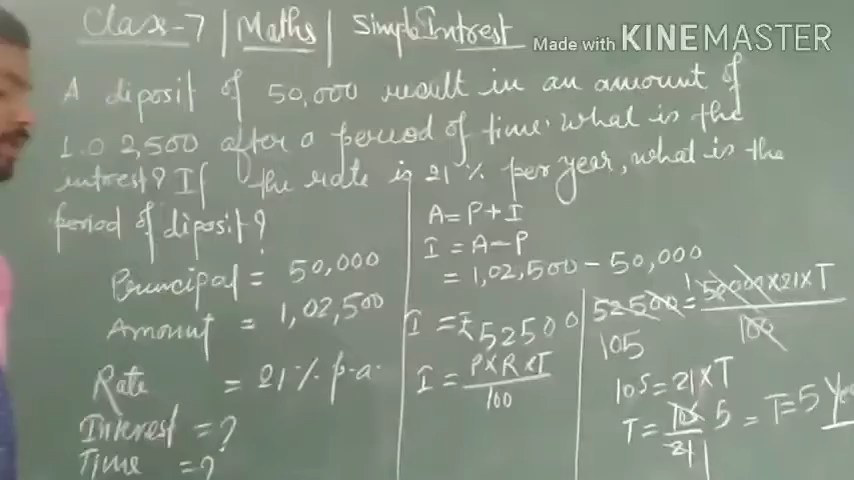 Class-7 | Maths | Simple Intrest
Made with KINEMASTER
A diposit of 50,000 result in an amount of
1.0 2,500 after a period of time. what is the
intrest? If the rate is 21% per year, what is the
period of diposit?
Principal = 50,000
Amount = 1,02,500
Rate = 21% p.a.
Interest = ?
Time = ?
A = P + I
I = A - P
= 1,02,500 - 50,000
I = ₹52500
I = P×R×T
100
52500 = 50000×21×T
100
1
105
105 = 21×T
T = 105 5 = T=5
21